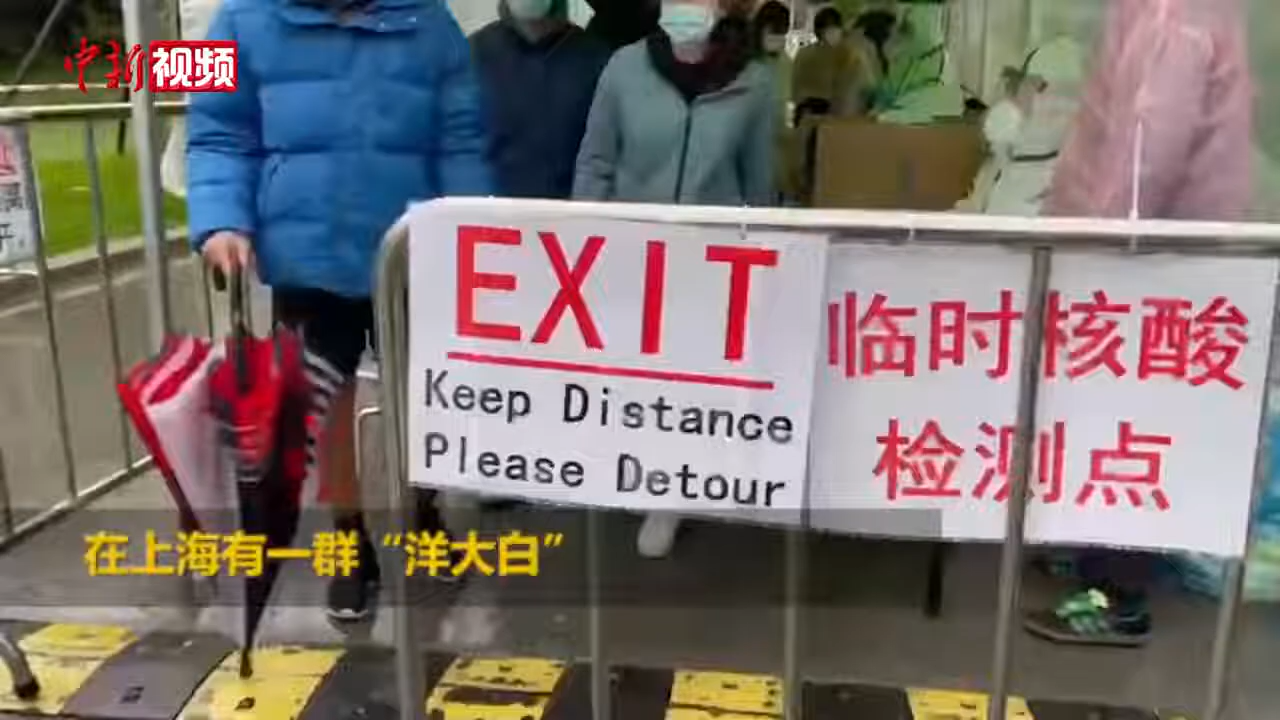 中新视频
EXIT
Keep Distance
Please Detour
临时核酸
检测点
在上海有一群“洋大白”